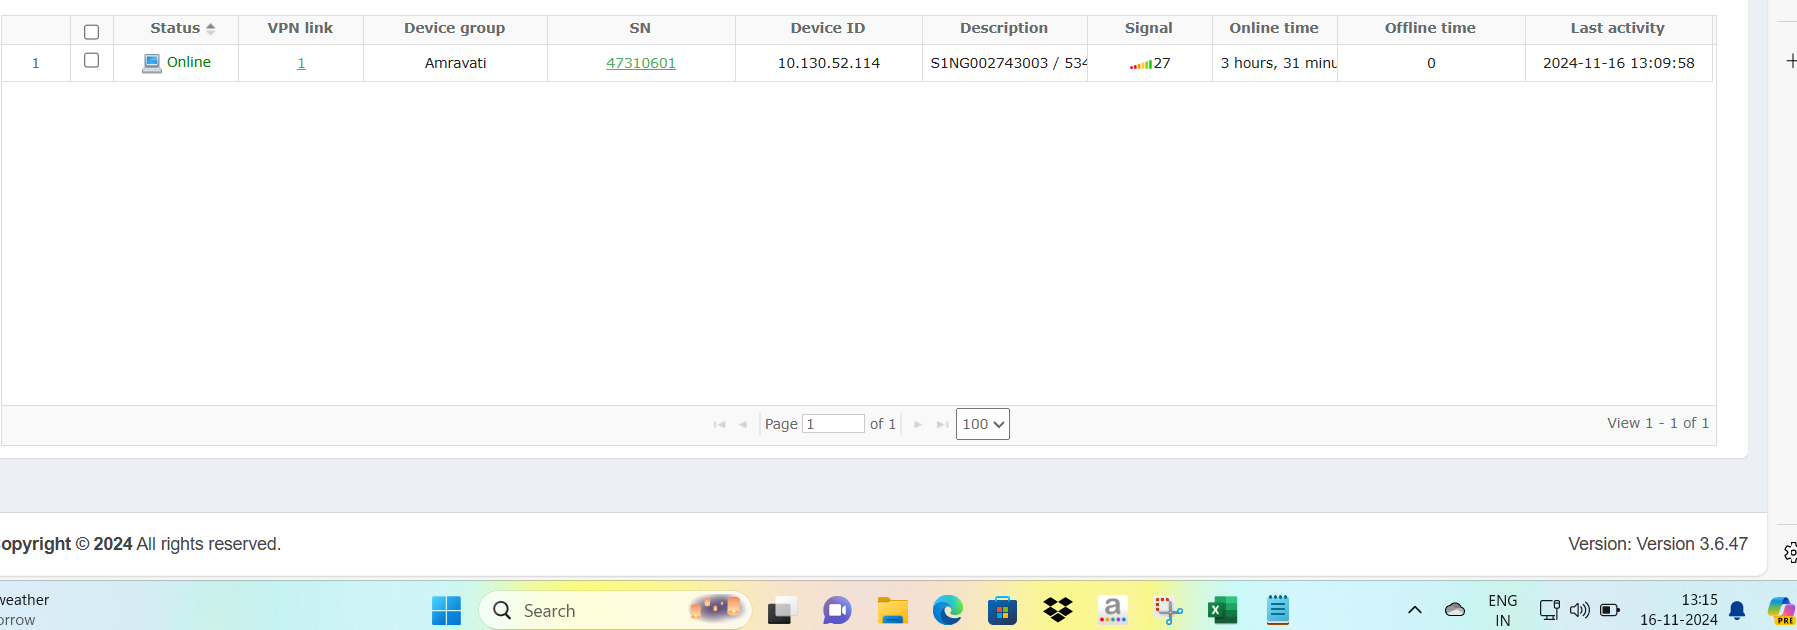 Status VPN link Device group SN Device ID Description Signal Online time Offline time Last activity
1 Online 1 Amravati 47310601 10.130.52.114 S1NG002743003 / 534 27 3 hours, 31 minu 0 2024-11-16 13:09:58
Page 1 of 1 100 View 1 - 1 of 1
opyright © 2024 All rights reserved. Version: Version 3.6.47
weather
orrow
Search
a
X
ENG
IN
13:15
16-11-2024
PRE